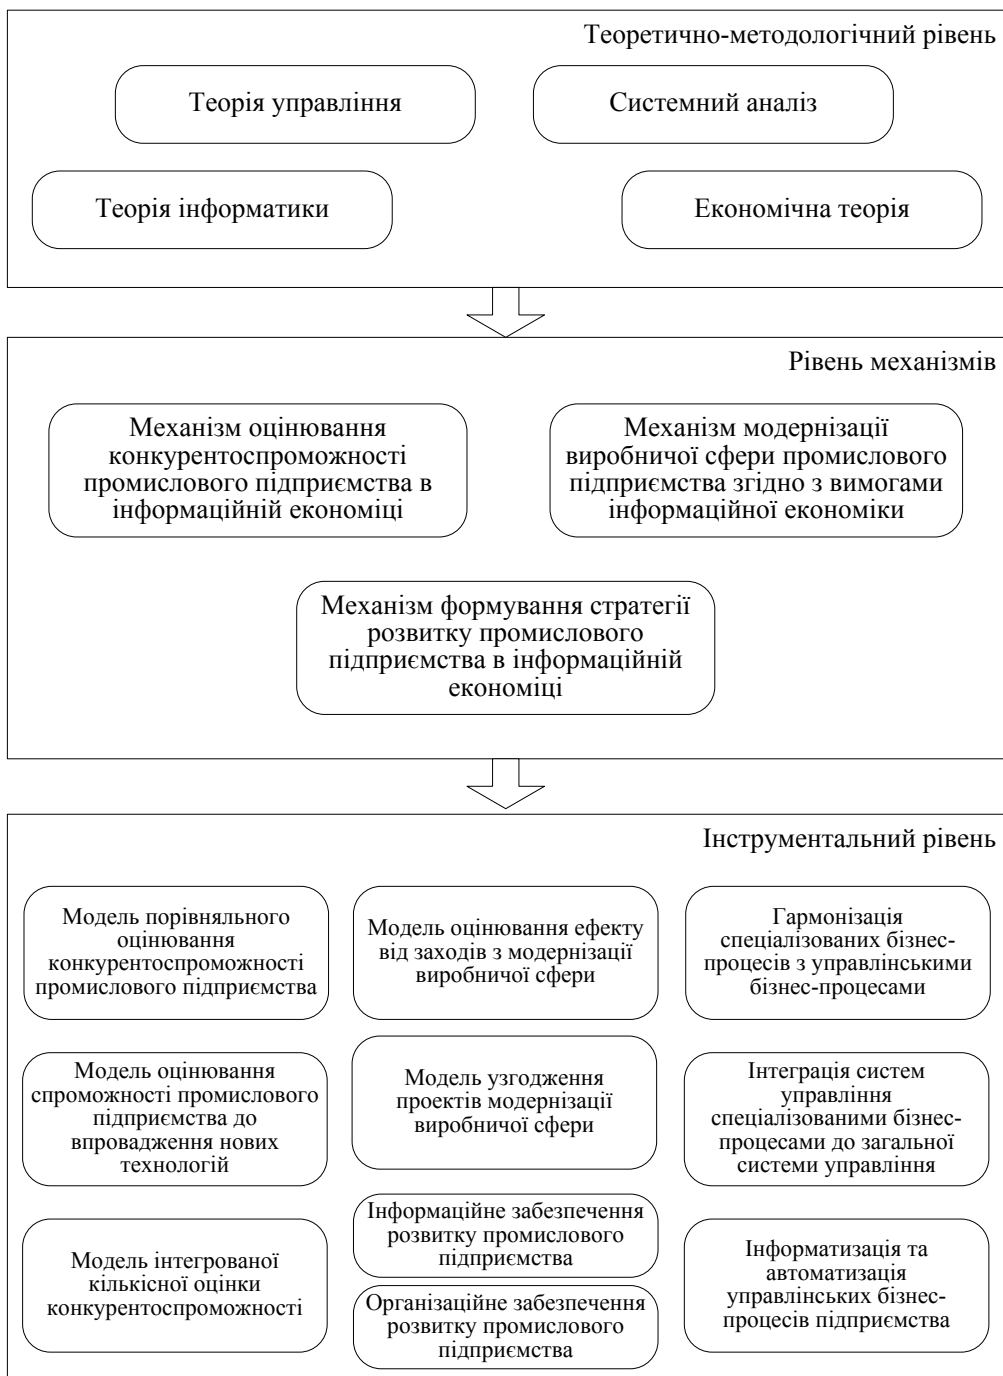 Теоретично-методологічний рівень
Теорія управління
Системний аналіз
Теорія інформатики
Економічна теорія
Рівень механізмів
Механізм оцінювання
конкурентоспроможності
промислового підприємства в
інформаційній економіці
Механізм модернізації
виробничої сфери промислового
підприємства згідно з вимогами
інформаційної економіки
Механізм формування стратегії
розвитку промислового
підприємства в інформаційній
економіці
Інструментальний рівень
Модель порівняльного
оцінювання
конкурентоспроможності
промислового підприємства
Модель оцінювання ефекту
від заходів з модернізації
виробничої сфери
Гармонізація
спеціалізованих бізнес-
процесів з управлінськими
бізнес-процесами
Модель оцінювання
спроможності промислового
підприємства до
впровадження нових
технологій
Модель узгодження
проектів модернізації
виробничої сфери
Інтеграція систем
управління
спеціалізованими бізнес-
процесами до загальної
системи управління
Модель інтегрованої
кількісної оцінки
конкурентоспроможності
Інформаційне забезпечення
розвитку промислового
підприємства
Організаційне забезпечення
розвитку промислового
підприємства
Інформатизація та
автоматизація
управлінських бізнес-
процесів підприємства